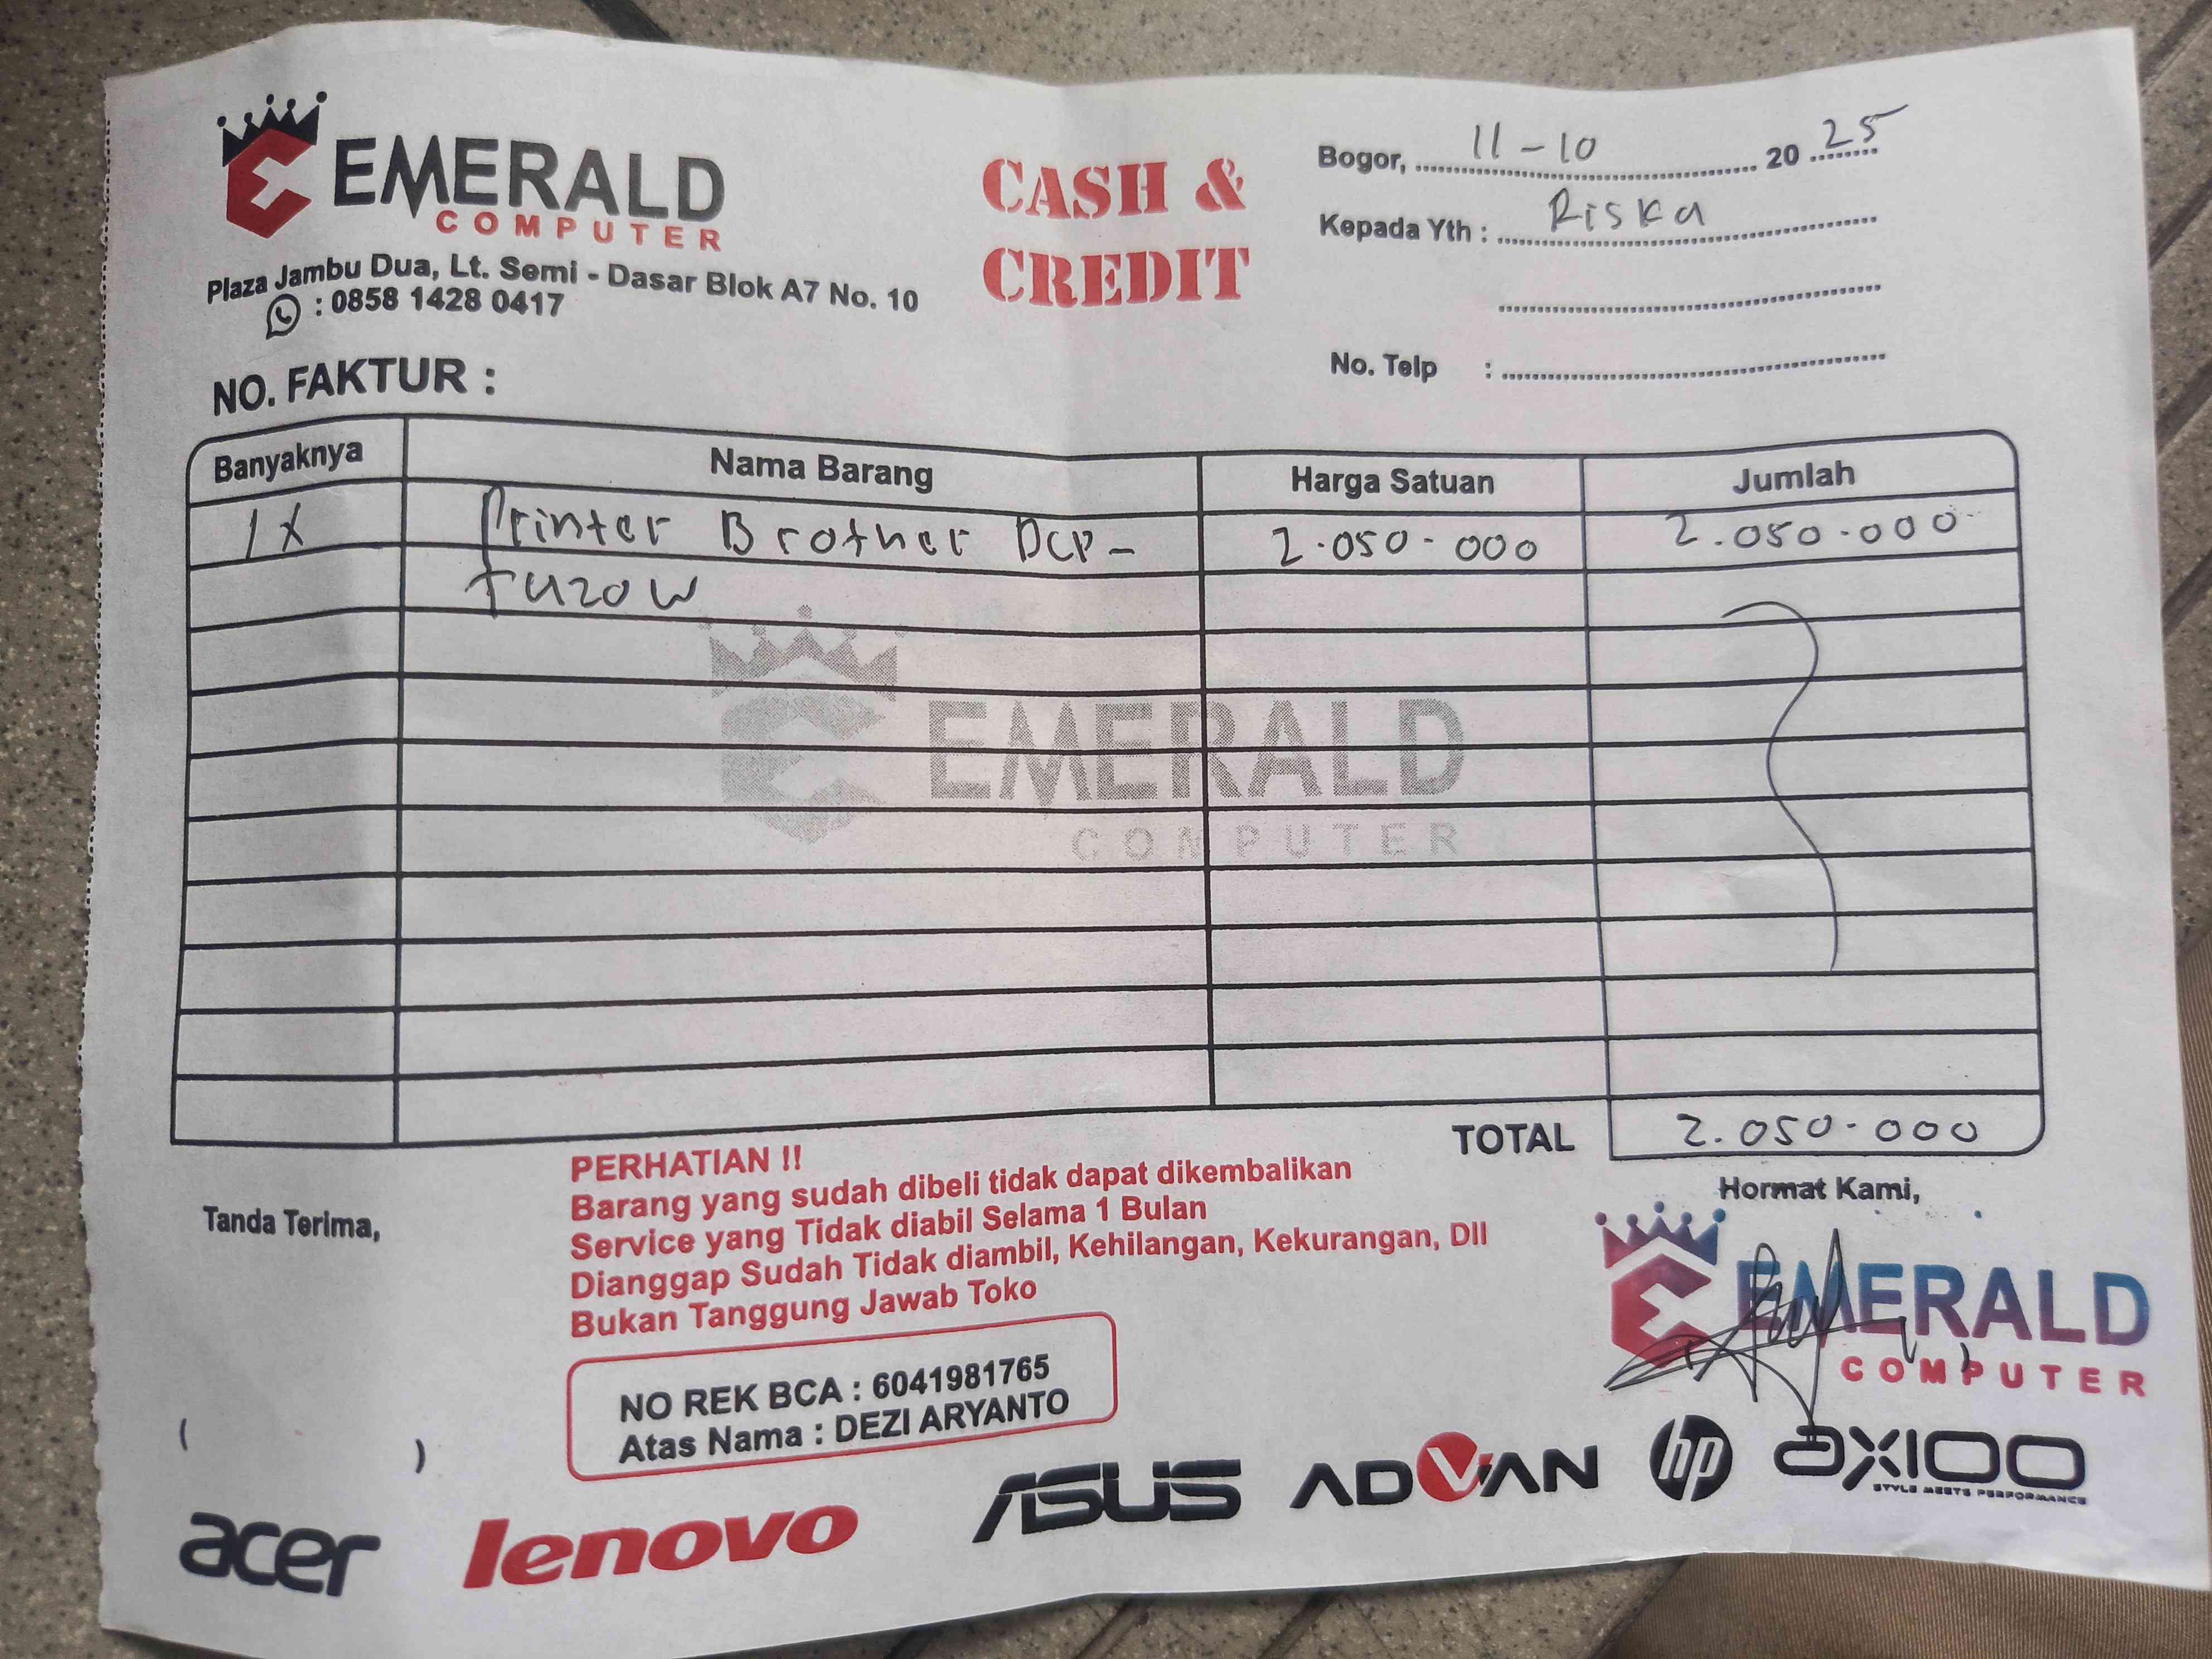 EMERALD
COMPUTER
Plaza Jambu Dua, Lt. Semi - Dasar Blok A7 No. 10
: 0858 1428 0417
CASH &
CREDIT
Bogor, 11-10 20 25
Kepada Yth : Riska
No. Telp :
NO. FAKTUR :
Banyaknya Nama Barang Harga Satuan Jumlah
1x Printer Brother DCP- 2.050.000 2.050.000
T420W
EMERALD
COMPUTER
TOTAL 2.050.000
Tanda Terima,
( )
PERHATIAN !!
Barang yang sudah dibeli tidak dapat dikembalikan
Service yang Tidak diabil Selama 1 Bulan
Dianggap Sudah Tidak diambil, Kehilangan, Kekurangan, Dll
Bukan Tanggung Jawab Toko
NO REK BCA : 6041981765
Atas Nama : DEZI ARYANTO
Hormat Kami,
EMERALD
COMPUTER
acer lenovo ASUS ADVAN hp axioo
STYLE MEETS PERFORMANCE